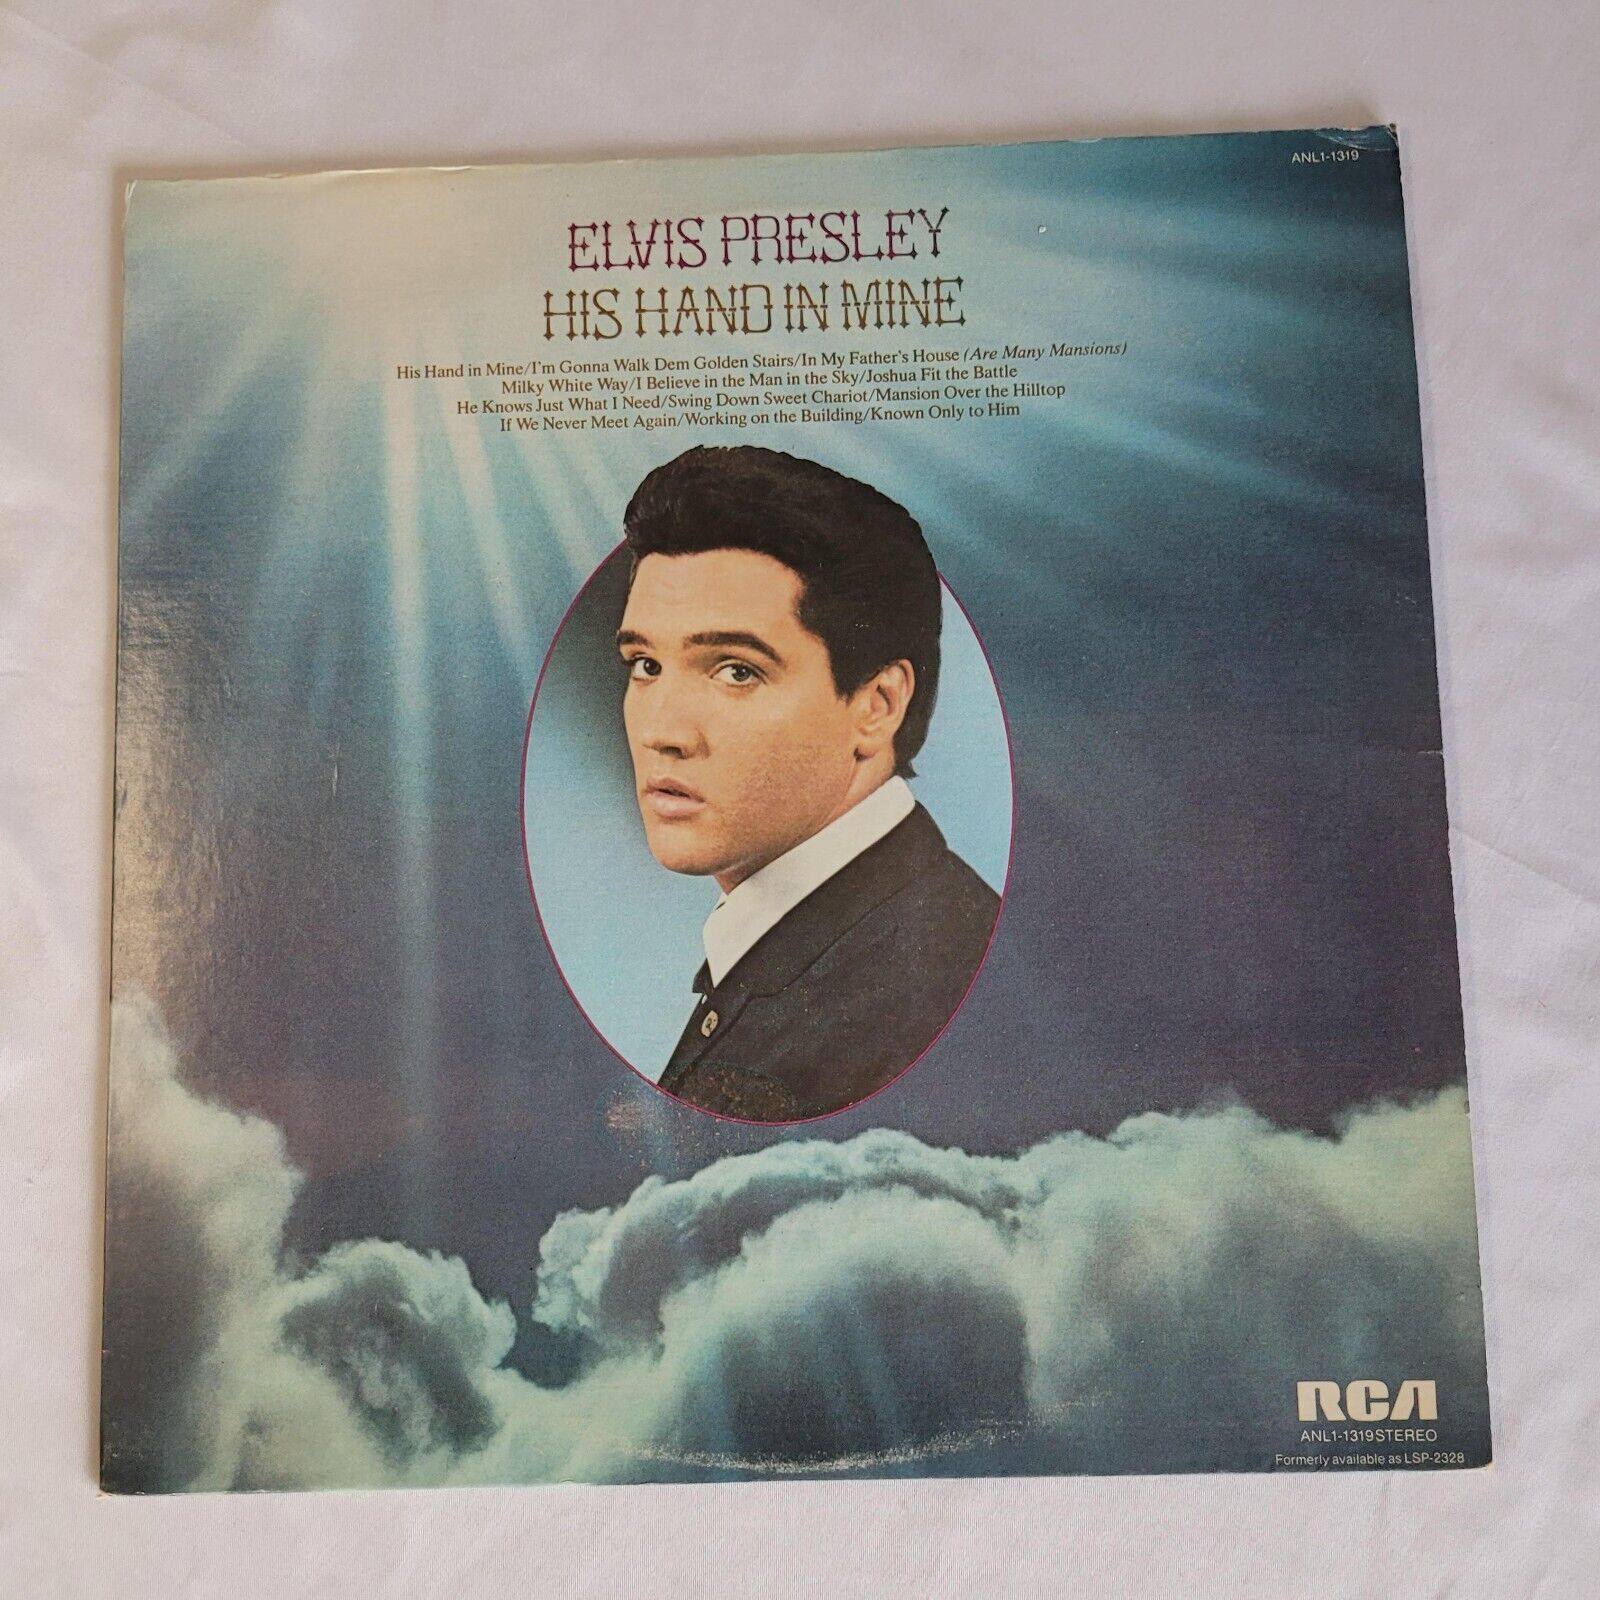 ANL1-1319
ELVIS PRESLEY
HIS HAND IN MINE
His Hand in Mine/I'm Gonna Walk Dem Golden Stairs/In My Father's House (Are Many Mansions)
Milky White Way/I Believe in the Man in the Sky/Joshua Fit the Battle
He Knows Just What I Need/Swing Down Sweet Chariot/Mansion Over the Hilltop
If We Never Meet Again/Working on the Building/Known Only to Him
RCA
ANL1-1319 STEREO
Formerly available as LSP-2328